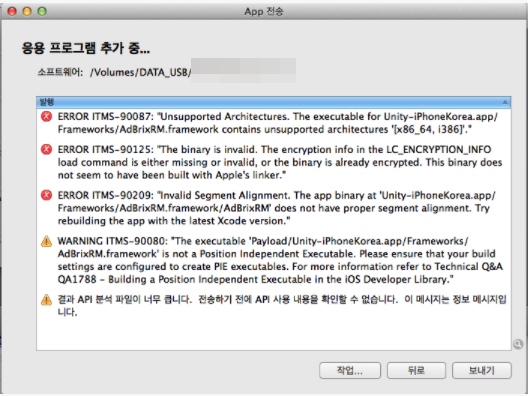 App 전송
응용 프로그램 추가 중...
소프트웨어: /Volumes/DATA_USB/
발행
ERROR ITMS-90087: "Unsupported Architectures. The executable for Unity-iPhoneKorea.app/
Frameworks/AdBrixRM.framework contains unsupported architectures '[x86_64, i386]'."
ERROR ITMS-90125: "The binary is invalid. The encryption info in the LC_ENCRYPTION_INFO
load command is either missing or invalid, or the binary is already encrypted. This binary does
not seem to have been built with Apple's linker."
ERROR ITMS-90209: "Invalid Segment Alignment. The app binary at 'Unity-iPhoneKorea.app/
Frameworks/AdBrixRM.framework/AdBrixRM' does not have proper segment alignment. Try
rebuilding the app with the latest Xcode version."
WARNING ITMS-90080: "The executable 'Payload/Unity-iPhoneKorea.app/Frameworks/
AdBrixRM.framework' is not a Position Independent Executable. Please ensure that your build
settings are configured to create PIE executables. For more information refer to Technical Q&A
QA1788 - Building a Position Independent Executable in the iOS Developer Library."
결과 API 분석 파일이 너무 큽니다. 전송하기 전에 API 사용 내용을 확인할 수 없습니다. 이 메시지는 정보 메시지입
니다.
작업... 뒤로 보내기